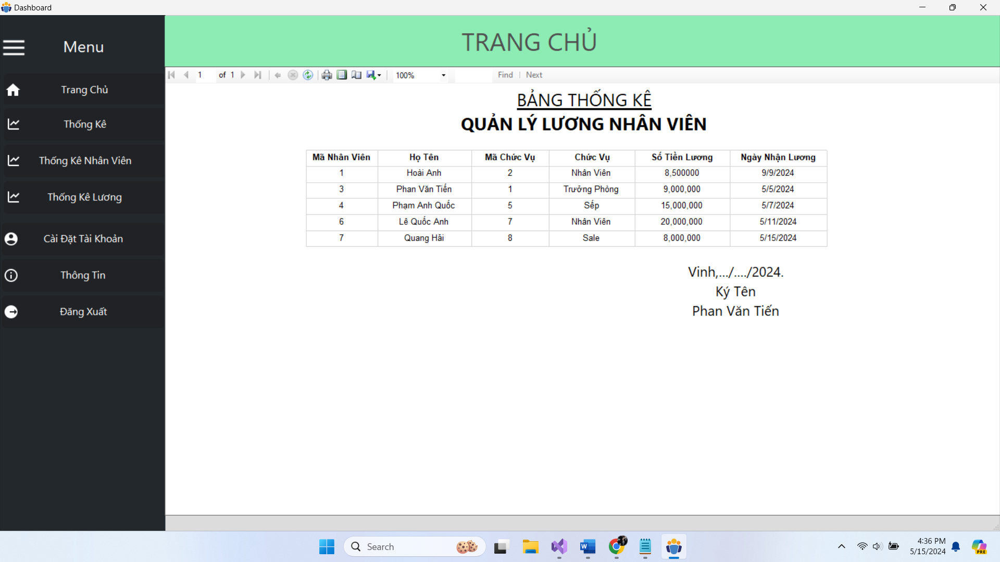 Dashboard
Menu
TRANG CHỦ
1 of 1 100% Find Next
Trang Chủ
Thống Kê
Thống Kê Nhân Viên
Thống Kê Lương
Cài Đặt Tài Khoản
Thông Tin
Đăng Xuất
BẢNG THỐNG KÊ
QUẢN LÝ LƯƠNG NHÂN VIÊN
Mã Nhân Viên Họ Tên Mã Chức Vụ Chức Vụ Số Tiền Lương Ngày Nhận Lương
1 Hoài Anh 2 Nhân Viên 8,500000 9/9/2024
3 Phan Văn Tiến 1 Trưởng Phòng 9,000,000 5/5/2024
4 Phạm Anh Quốc 5 Sếp 15,000,000 5/7/2024
6 Lê Quốc Anh 7 Nhân Viên 20,000,000 5/11/2024
7 Quang Hải 8 Sale 8,000,000 5/15/2024
Vinh,.../..../2024.
Ký Tên
Phan Văn Tiến
Search
4:36 PM
5/15/2024
PRE